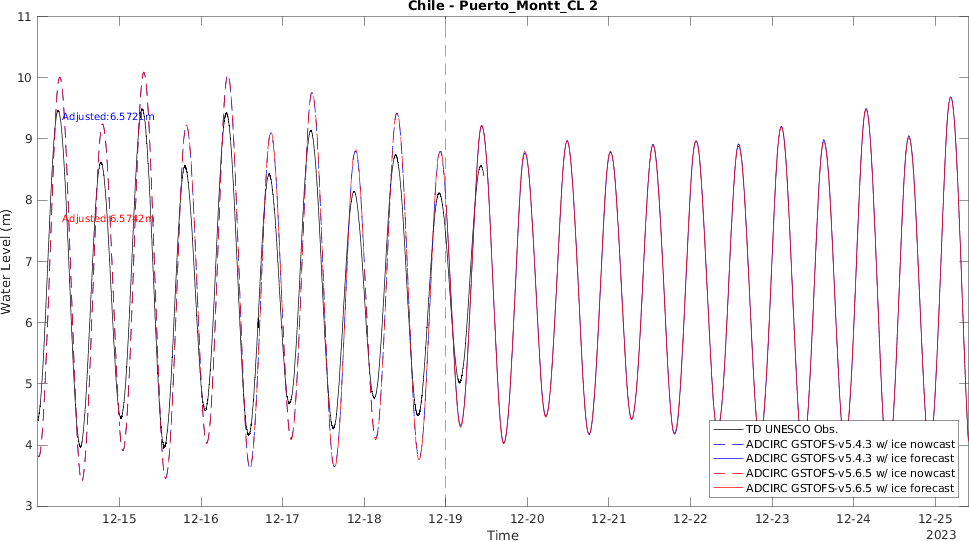 Chile - Puerto_Montt_CL 2
11
10
9
8
7
6
5
4
3
Water Level (m)
Adjusted:6.5742m
12-15
12-16
12-17
12-18
12-19
12-20
12-21
12-22
12-23
12-24
12-25
2023
Time
TD UNESCO Obs.
ADCIRC GSTOFS-v5.4.3 w/ ice nowcast
ADCIRC GSTOFS-v5.4.3 w/ ice forecast
ADCIRC GSTOFS-v5.6.5 w/ ice nowcast
ADCIRC GSTOFS-v5.6.5 w/ ice forecast